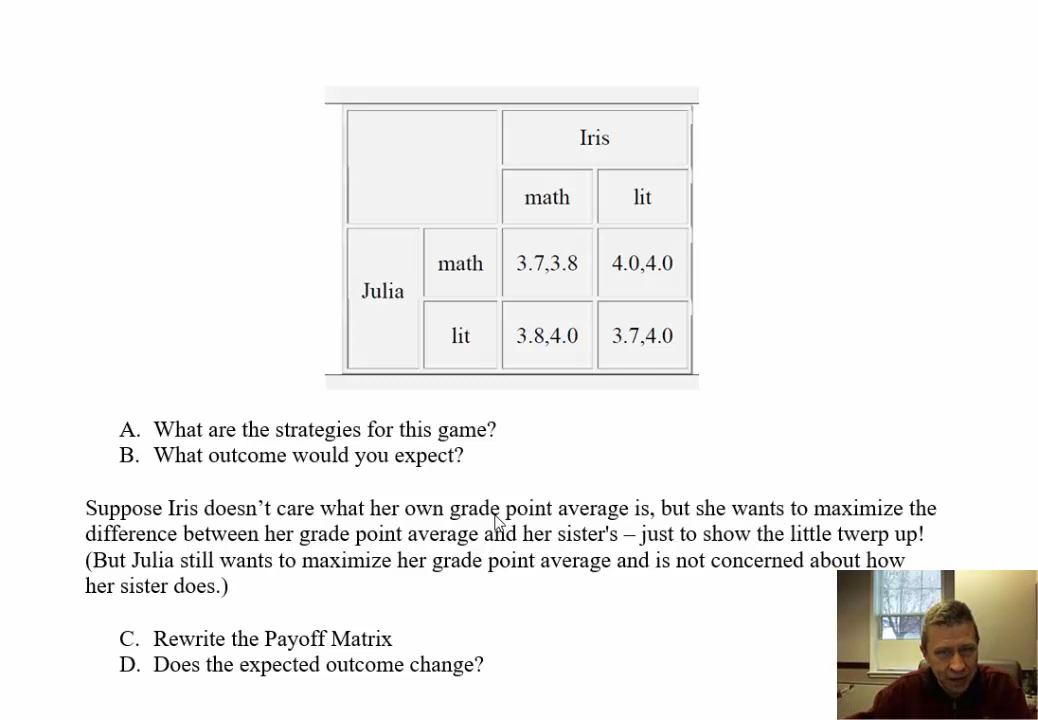 Iris
math lit
Julia math 3.7,3.8 4.0,4.0
lit 3.8,4.0 3.7,4.0
A. What are the strategies for this game?
B. What outcome would you expect?
Suppose Iris doesn’t care what her own grade point average is, but she wants to maximize the
difference between her grade point average and her sister's – just to show the little twerp up!
(But Julia still wants to maximize her grade point average and is not concerned about how
her sister does.)
C. Rewrite the Payoff Matrix
D. Does the expected outcome change?